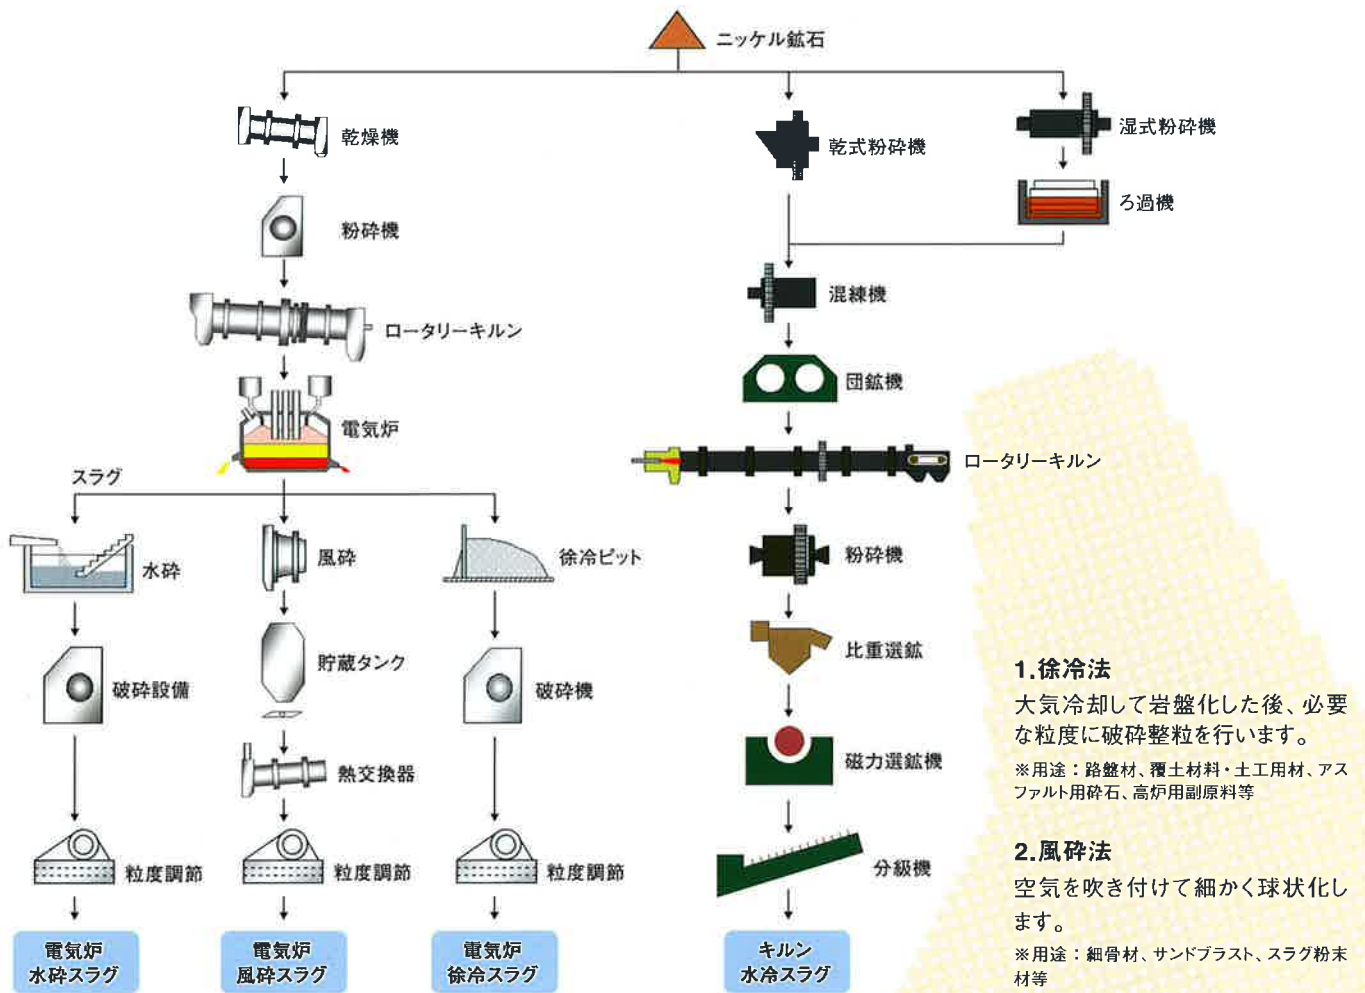 ニッケル鉱石
乾燥機
乾式粉砕機
湿式粉砕機
ろ過機
粉砕機
混練機
ロータリーキルン
団鉱機
電気炉
ロータリーキルン
スラグ
水砕
風砕
徐冷ピット
粉砕機
破砕設備
貯蔵タンク
破砕機
比重選鉱
熱交換器
磁力選鉱機
粒度調節
粒度調節
粒度調節
分級機
電気炉
水砕スラグ
電気炉
風砕スラグ
電気炉
徐冷スラグ
キルン
水冷スラグ
1.徐冷法
大気冷却して岩盤化した後、必要
な粒度に破砕整粒を行います。
※用途：路盤材、覆土材料・土工用材、アス
ファルト用砕石、高炉用副原料等
2.風砕法
空気を吹き付けて細かく球状化し
ます。
※用途：細骨材、サンドブラスト、スラグ粉末
材等